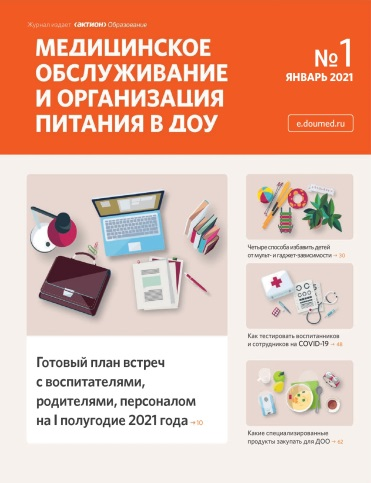 Журнал издает «АКТИОН» Образование
МЕДИЦИНСКОЕ
ОБСЛУЖИВАНИЕ
И ОРГАНИЗАЦИЯ
ПИТАНИЯ В ДОУ
№1
ЯНВАРЬ 2021
e.doumed.ru
Готовый план встреч
с воспитателями,
родителями, персоналом
на I полугодие 2021 года →10
Четыре способа избавить детей
от мульт- и гаджет-зависимости → 30
Как тестировать воспитанников
и сотрудников на COVID-19 →
Какие специализированные
продукты закупать для ДОО → 62